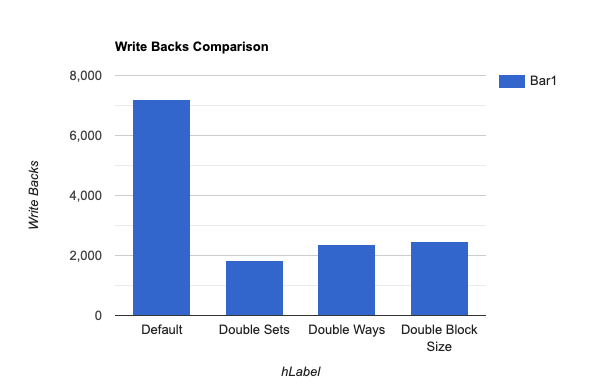 Write Backs Comparison
8,000
6,000
4,000
2,000
0
Write Backs
Bar1
Default
Double Sets
Double Ways
Double Block
Size
hLabel